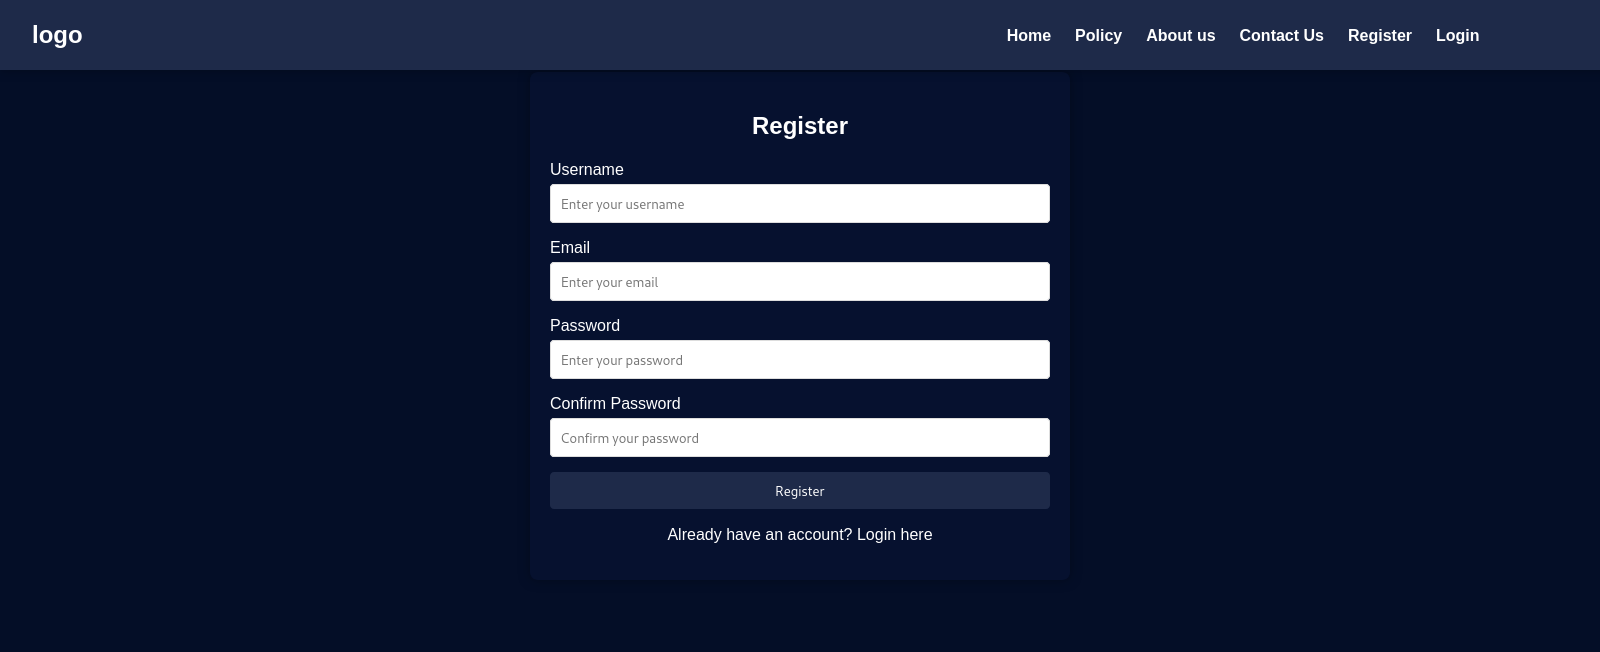 logo
Home Policy About us Contact Us Register Login
Register
Username
Enter your username
Email
Enter your email
Password
Enter your password
Confirm Password
Confirm your password
Register
Already have an account? Login here